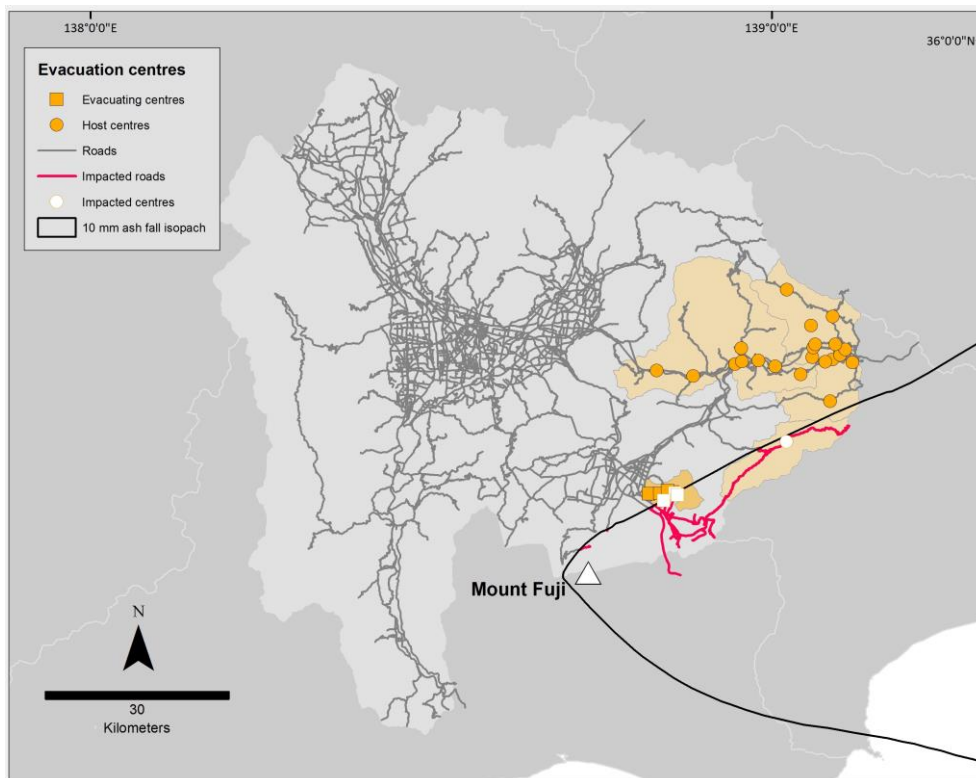 138°0'0"E
139°0'0"E
36°0'0"N
Evacuation centres
Evacuating centres
Host centres
Roads
Impacted roads
Impacted centres
10 mm ash fall isopach
Mount Fuji
N
30
Kilometers